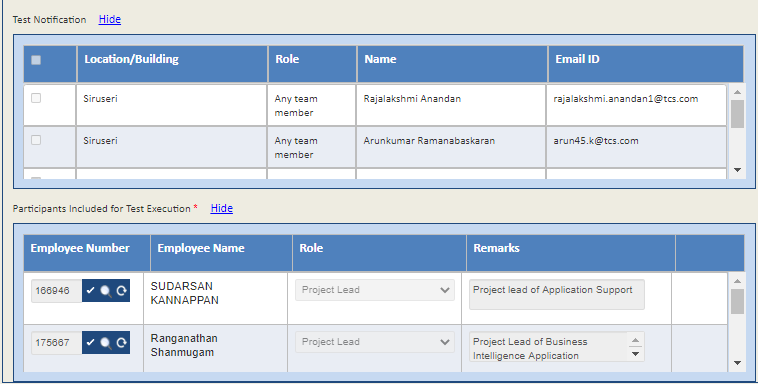 Test Notification Hide
Location/Building Role Name Email ID
Siruseri Any team member Rajalakshmi Anandan rajalakshmi.anandan1@tcs.com
Siruseri Any team member Arunkumar Ramanabaskaran arun45.k@tcs.com
Participants Included for Test Execution * Hide
Employee Number Employee Name Role Remarks
166946 SUDARSAN KANNAPPAN Project Lead Project lead of Application Support
175667 Ranganathan Shanmugam Project Lead Project Lead of Business Intelligence Application